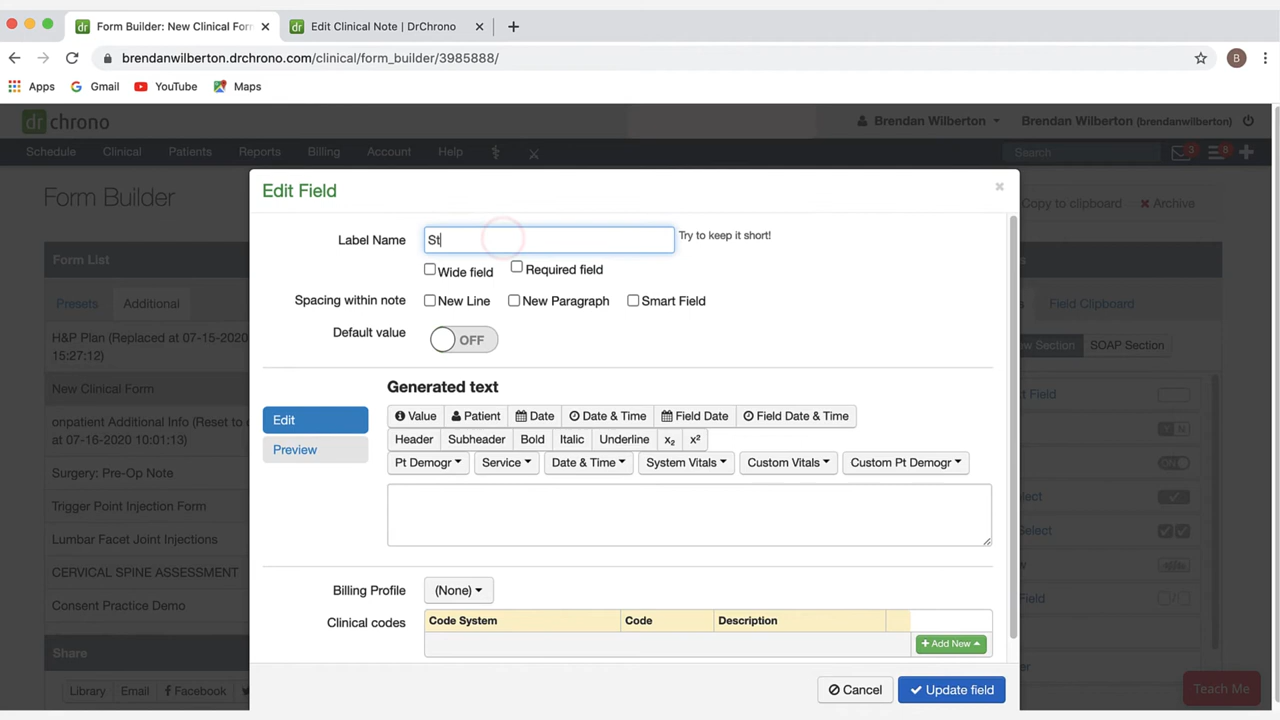 Form Builder: New Clinical For
Edit Clinical Note | DrChrono
brendanwilberton.drchrono.com/clinical/form_builder/3985888/
B
Apps Gmail YouTube Maps
drchrono
Brendan Wilberton Brendan Wilberton (brendanwilberton)
Schedule Clinical Patients Reports Billing Account Help Search 3 8
Form Builder
Copy to clipboard Archive
Form List
Presets Additional
H&P Plan (Replaced at 07-15-2020
15:27:12)
New Clinical Form
onpatient Additional Info (Reset to
at 07-16-2020 10:01:13)
Surgery: Pre-Op Note
Trigger Point Injection Form
Lumbar Facet Joint Injections
CERVICAL SPINE ASSESSMENT
Consent Practice Demo
Share
Library Email Facebook
Edit Field
Label Name St Try to keep it short!
Wide field Required field
Spacing within note New Line New Paragraph Smart Field
Default value OFF
Generated text
Edit
Preview
Value Patient Date Date & Time Field Date Field Date & Time
Header Subheader Bold Italic Underline x₂ x²
Pt Demogr Service Date & Time System Vitals Custom Vitals Custom Pt Demogr
Billing Profile (None)
Clinical codes Code System Code Description
Add New
Cancel Update field
Field Clipboard
Section SOAP Section
Field
Y N
ON
Select
Field
Teach Me